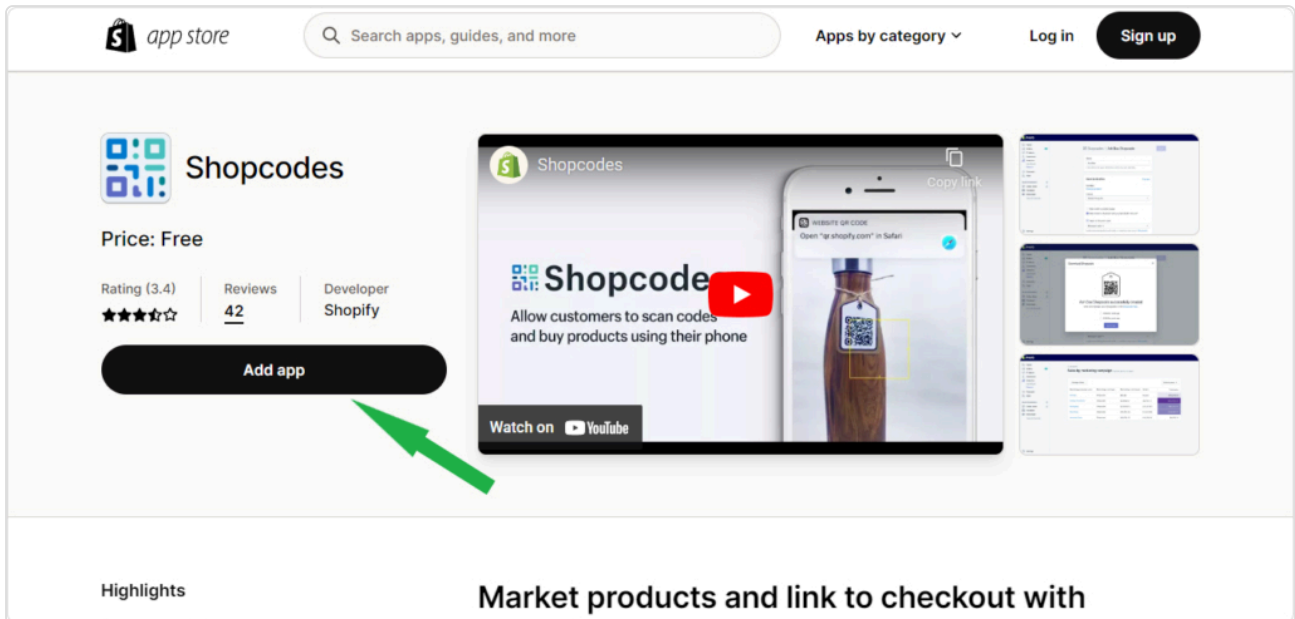 app store
Search apps, guides, and more
Apps by category
Log in
Sign up
Shopcodes
Price: Free
Rating (3.4)
Reviews
42
Developer
Shopify
Add app
Shopcodes
Copy link
WEBSITE QR CODE
Open "qr.shopify.com" in Safari
Shopcode
Allow customers to scan codes
and buy products using their phone
Watch on YouTube
Highlights
Market products and link to checkout with